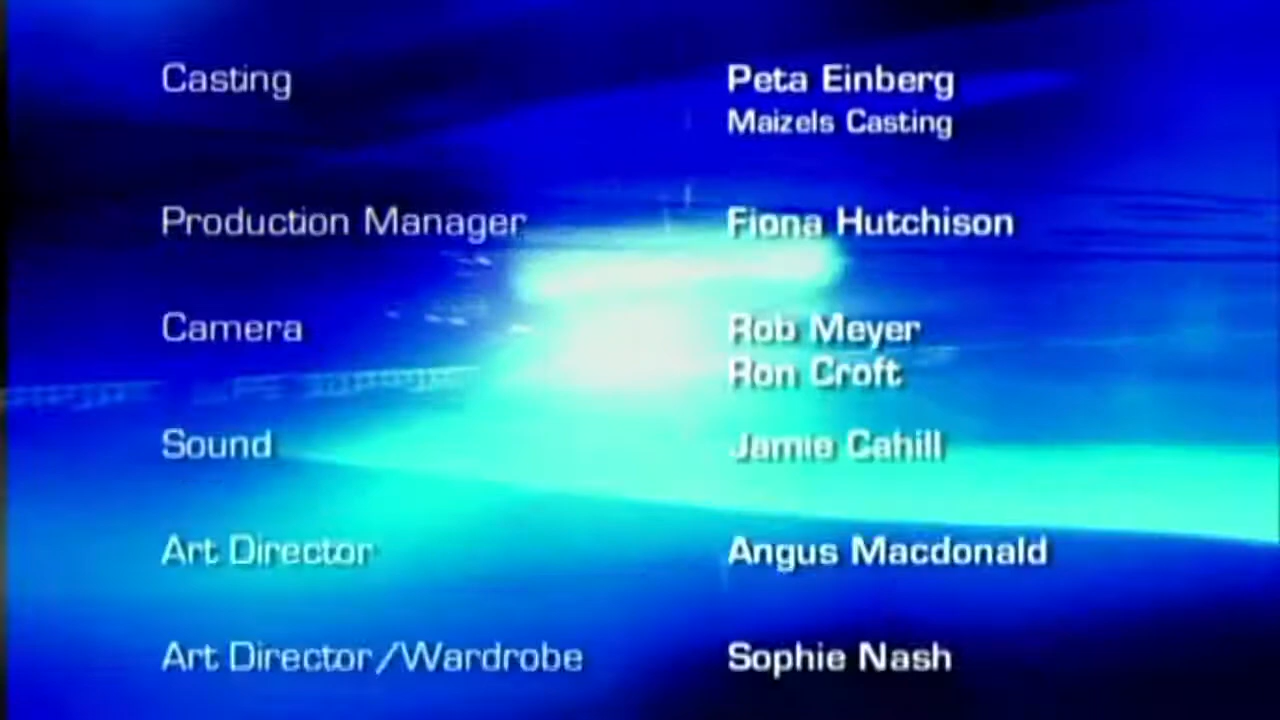 Casting Peta Einberg
Maizels Casting
Production Manager Fiona Hutchison
Camera Rob Meyer
Ron Croft
Sound Jamie Cahill
Art Director Angus Macdonald
Art Director/Wardrobe Sophie Nash